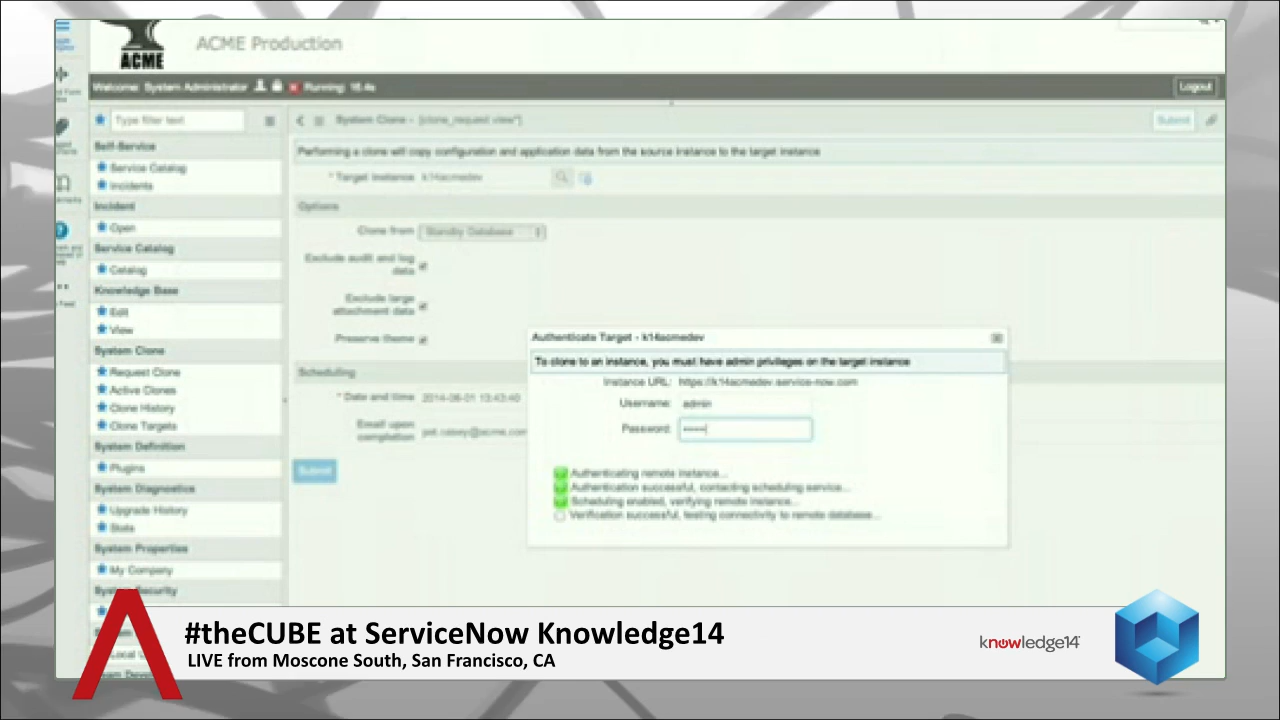 ACME
ACME Production
Welcome: System Administrator
Running: 16.4s
Logout
Type filter text
System Clone - [clone_request view*]
Submit
Self-Service
Performing a clone will copy configuration and application data from the source instance to the target instance
Service Catalog
* Target instance k14acmedev
Incidents
Incident
Options
Open
Clone from Standby Database
Service Catalog
Exclude audit and log
data
Catalog
Knowledge Base
Exclude large
attachment data
Edit
View
Preserve theme
Authenticate Target - k14acmedev
System Clone
To clone to an instance, you must have admin privileges on the target instance
Request Clone
Scheduling
Instance URL: https://k14acmedev.service-now.com
Active Clones
* Date and time
Username: admin
Clone History
Clone Targets
Email upon
completion
Password:
System Definition
Plugins
Submit
Authenticating remote instance...
System Diagnostics
Authentication successful, contacting scheduling service...
Scheduling enabled, verifying remote instance...
Upgrade History
Verification successful, testing connectivity to remote database...
Stats
System Properties
My Company
System Security
#theCUBE at ServiceNow Knowledge14
knowledge14
LIVE from Moscone South, San Francisco, CA